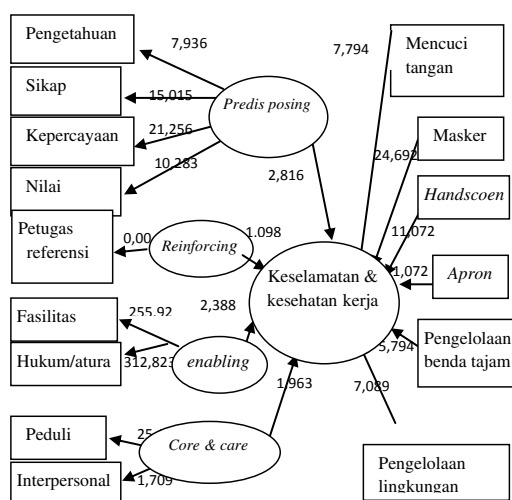 Pengetahuan
7,936
Sikap
15,015
Kepercayaan
21,256
Nilai
10,283
Predis posing
2,816
Petugas
referensi
0,00
Reinforcing
1.098
Fasilitas
255.92
Hukum/atura
312,823
enabling
2,388
Peduli
25
Interpersonal
1,709
Core & care
1,963
Keselamatan &
kesehatan kerja
7,794
Mencuci
tangan
24,692
Masker
11,072
Handscoen
1,072
Apron
5,794
Pengelolaan
benda tajam
7,089
Pengelolaan
lingkungan